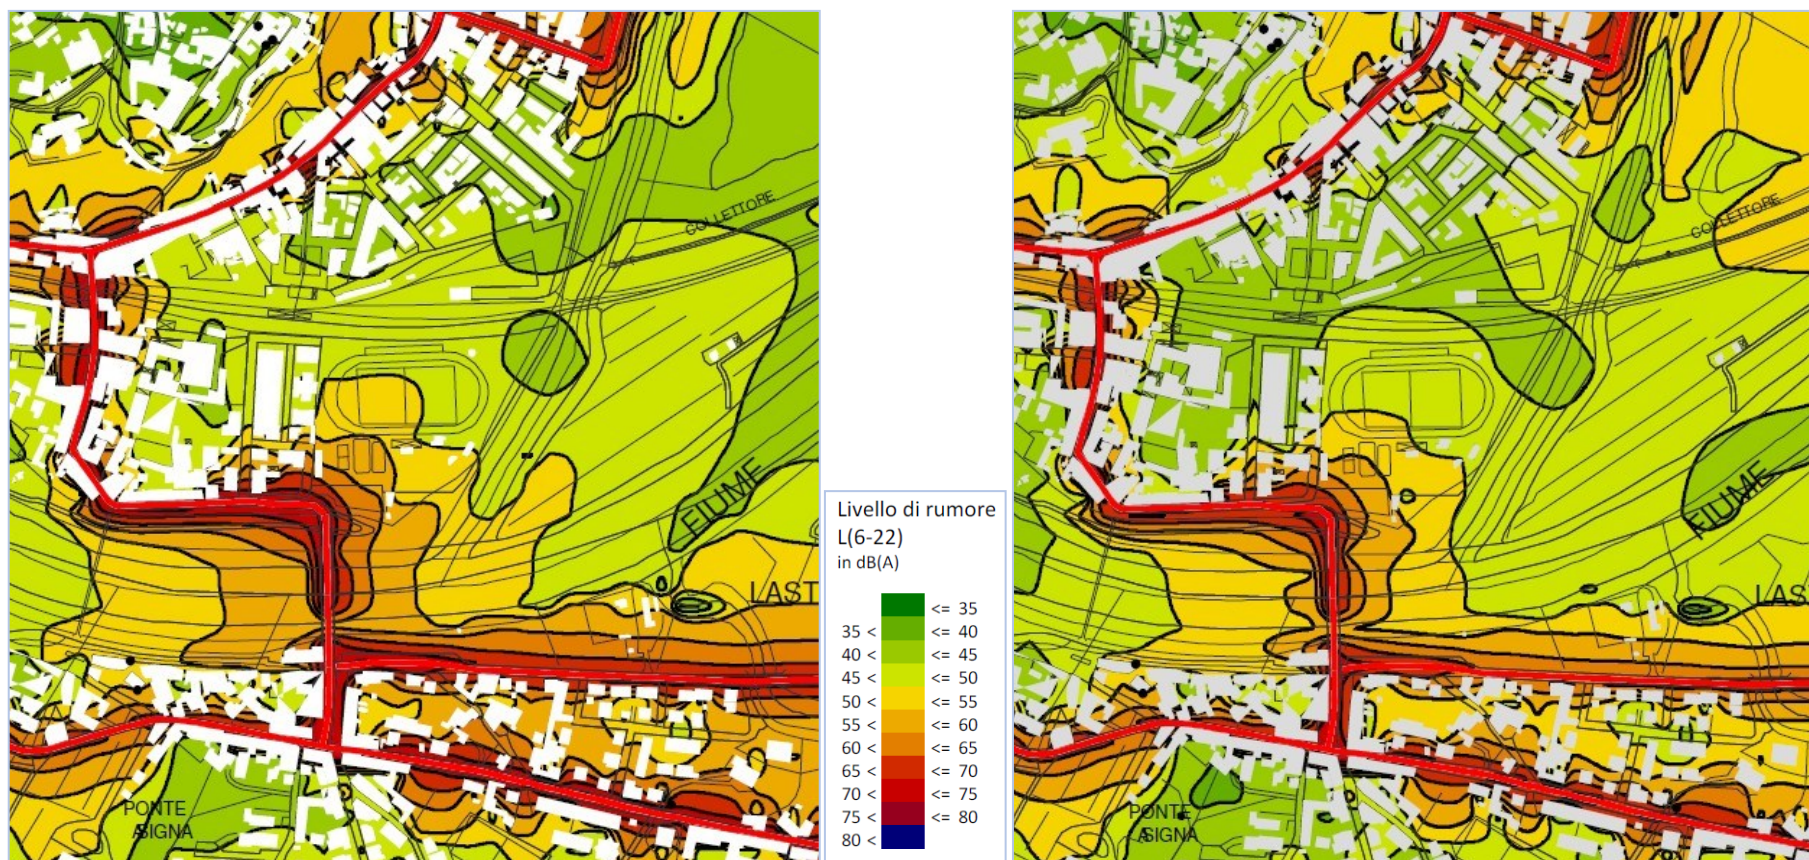 COLLETTORE
FIUME
LAST
PONTE
A SIGNA
Livello di rumore
L(6-22)
in dB(A)
<= 35
35 < <= 40
40 < <= 45
45 < <= 50
50 < <= 55
55 < <= 60
60 < <= 65
65 < <= 70
70 < <= 75
75 < <= 80
80 <
COLLETTORE
FIUME
LAS
PONTE
A SIGNA